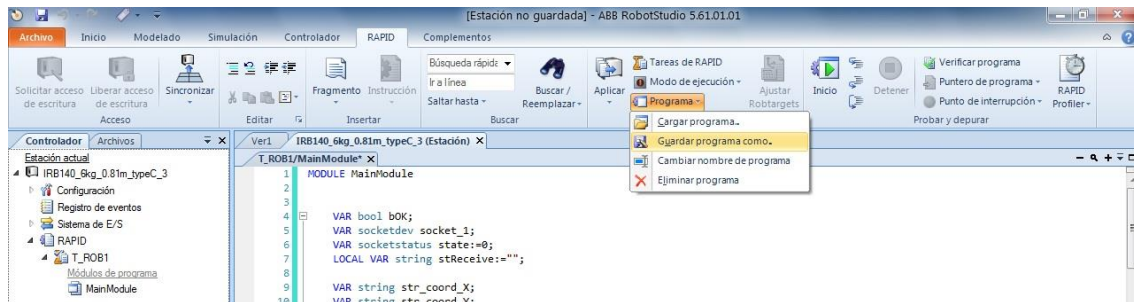 [Estación no guardada] - ABB RobotStudio 5.61.01.01
Archivo Inicio Modelado Simulación Controlador RAPID Complementos
Solicitar acceso de escritura
Liberar acceso de escritura
Sincronizar
Acceso
Editar
Fragmento Instrucción
Insertar
Búsqueda rápida
Ir a línea
Saltar hasta
Buscar / Reemplazar
Buscar
Aplicar
Tareas de RAPID
Modo de ejecución
Programa
Ajustar Robtargets
Cargar programa..
Guardar programa como..
Cambiar nombre de programa
Eliminar programa
Inicio
Detener
Verificar programa
Puntero de programa
Punto de interrupción
RAPID Profiler
Probar y depurar
Controlador Archivos
Estación actual
IRB140_6kg_0.81m_typeC_3
Configuración
Registro de eventos
Sistema de E/S
RAPID
T_ROB1
Módulos de programa
MainModule
Ver1 IRB140_6kg_0.81m_typeC_3 (Estación) X
T_ROB1/MainModule* X
1 MODULE MainModule
2
3
4 VAR bool bOK;
5 VAR socketdev socket_1;
6 VAR socketstatus state:=0;
7 LOCAL VAR string stReceive:="";
8
9 VAR string str_coord_X;
10 VAR string str_coord_Y;